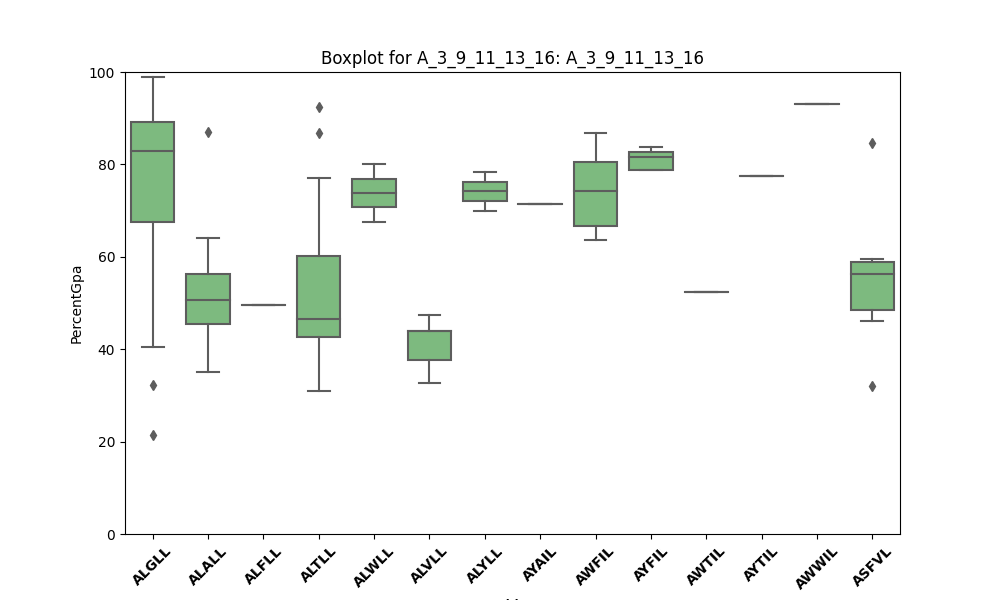 Boxplot for A_3_9_11_13_16: A_3_9_11_13_16
100
80
60
40
20
0
PercentGpa
ALGLL
ALALL
ALFLL
ALTLL
ALWLL
ALVLL
ALYLL
AYAIL
AWFIL
AYFIL
AWTIL
AYTIL
AWWIL
ASFVL